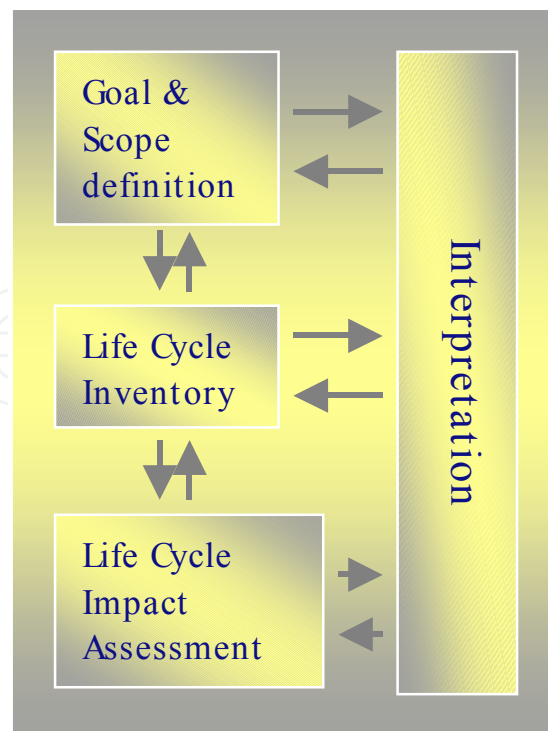 Goal &
Scope
definition
Interpretation
Life Cycle
Inventory
Life Cycle
Impact
Assessment